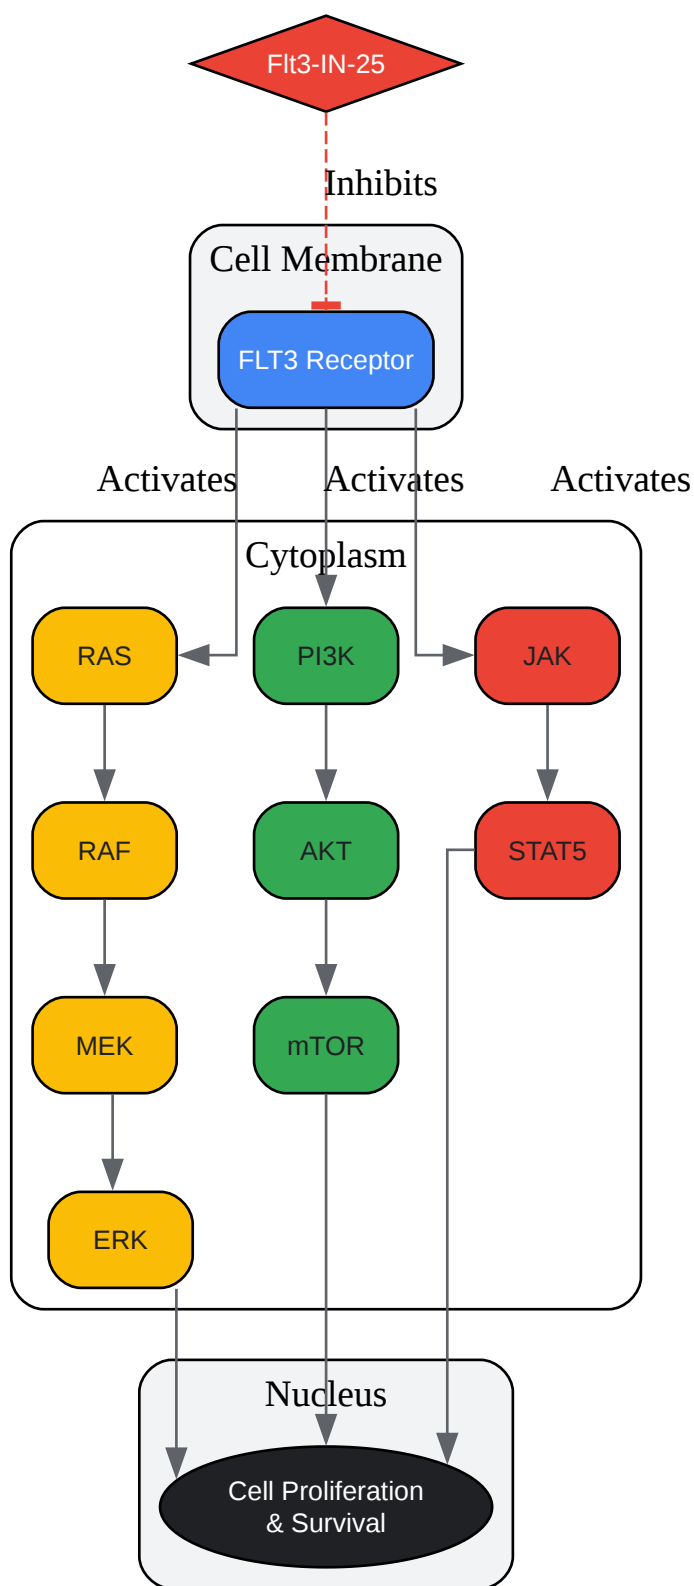 Flt3-IN-25
Inhibits
Cell Membrane
FLT3 Receptor
Activates
Activates
Activates
Cytoplasm
RAS
PI3K
JAK
RAF
AKT
STAT5
MEK
mTOR
ERK
Nucleus
Cell Proliferation
& Survival